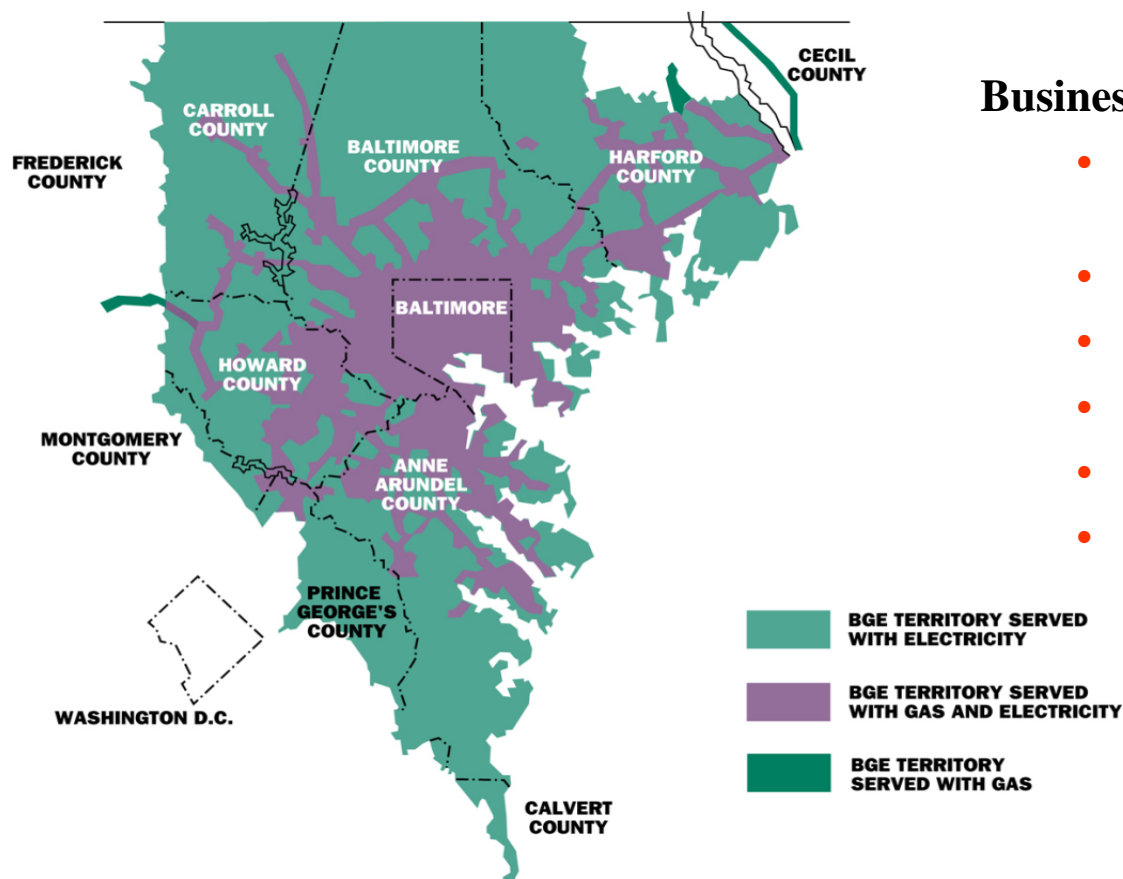 CECIL
COUNTY
Busines
CARROLL
COUNTY
BALTIMORE
COUNTY
HARFORD
COUNTY
FREDERICK
COUNTY
BALTIMORE
HOWARD
COUNTY
MONTGOMERY
COUNTY
ANNE
ARUNDEL
COUNTY
PRINCE
GEORGE'S
COUNTY
WASHINGTON D.C.
CALVERT
COUNTY
BGE TERRITORY SERVED
WITH ELECTRICITY
BGE TERRITORY SERVED
WITH GAS AND ELECTRICITY
BGE TERRITORY
SERVED WITH GAS